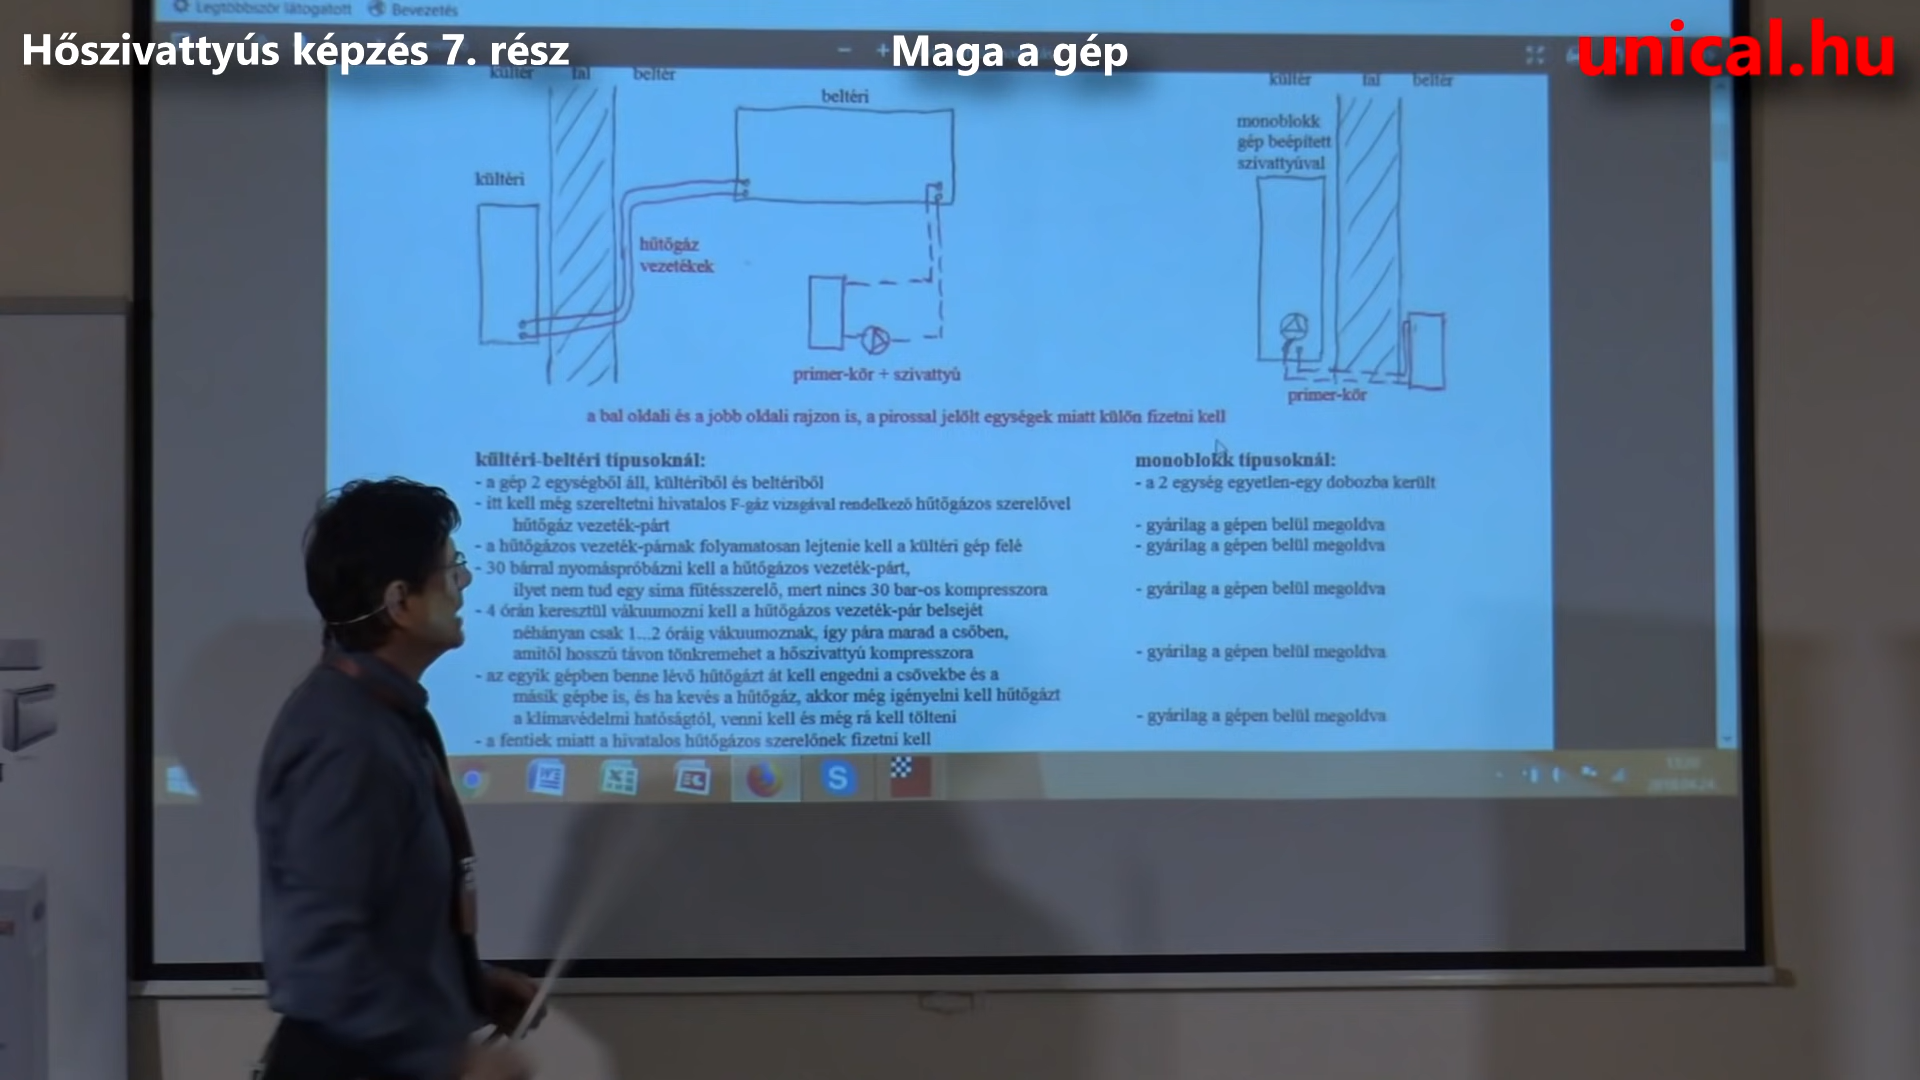 Legtöbbször látogatott Bevezetés
Hőszivattyús képzés 7. rész
Maga a gép
unical.hu
kültér fal beltér
kültér fal beltér
beltéri
monoblokk
gép beépített
szivattyúval
kültéri
hűtőgáz
vezetékek
primer-kör + szivattyú
primer-kör
a bal oldali és a jobb oldali rajzon is, a pirossal jelölt egységek miatt külön fizetni kell
kültéri-beltéri típusoknál:
- a gép 2 egységből áll, kültériből és beltériből
- itt kell még szereltetni hivatalos F-gáz vizsgával rendelkező hűtőgázos szerelővel
hűtőgáz vezeték-párt
- a hűtőgázos vezeték-párnak folyamatosan lejtenie kell a kültéri gép felé
- 30 bárral nyomáspróbázni kell a hűtőgázos vezeték-párt,
ilyet nem tud egy sima fűtésszerelő, mert nincs 30 bar-os kompresszora
- 4 órán keresztül vákuumozni kell a hűtőgázos vezeték-pár belsejét
néhányan csak 1...2 óráig vákuumoznak, így pára marad a csőben,
amitől hosszú távon tönkremehet a hőszivattyú kompresszora
- az egyik gépben benne lévő hűtőgázt át kell engedni a csövekbe és a
másik gépbe is, és ha kevés a hűtőgáz, akkor még igényelni kell hűtőgázt
a klímavédelmi hatóságtól, venni kell és még rá kell tölteni
- a fentiek miatt a hivatalos hűtőgázos szerelőnek fizetni kell
monoblokk típusoknál:
- a 2 egység egyetlen-egy dobozba került
- gyárilag a gépen belül megoldva
- gyárilag a gépen belül megoldva
- gyárilag a gépen belül megoldva
- gyárilag a gépen belül megoldva
- gyárilag a gépen belül megoldva